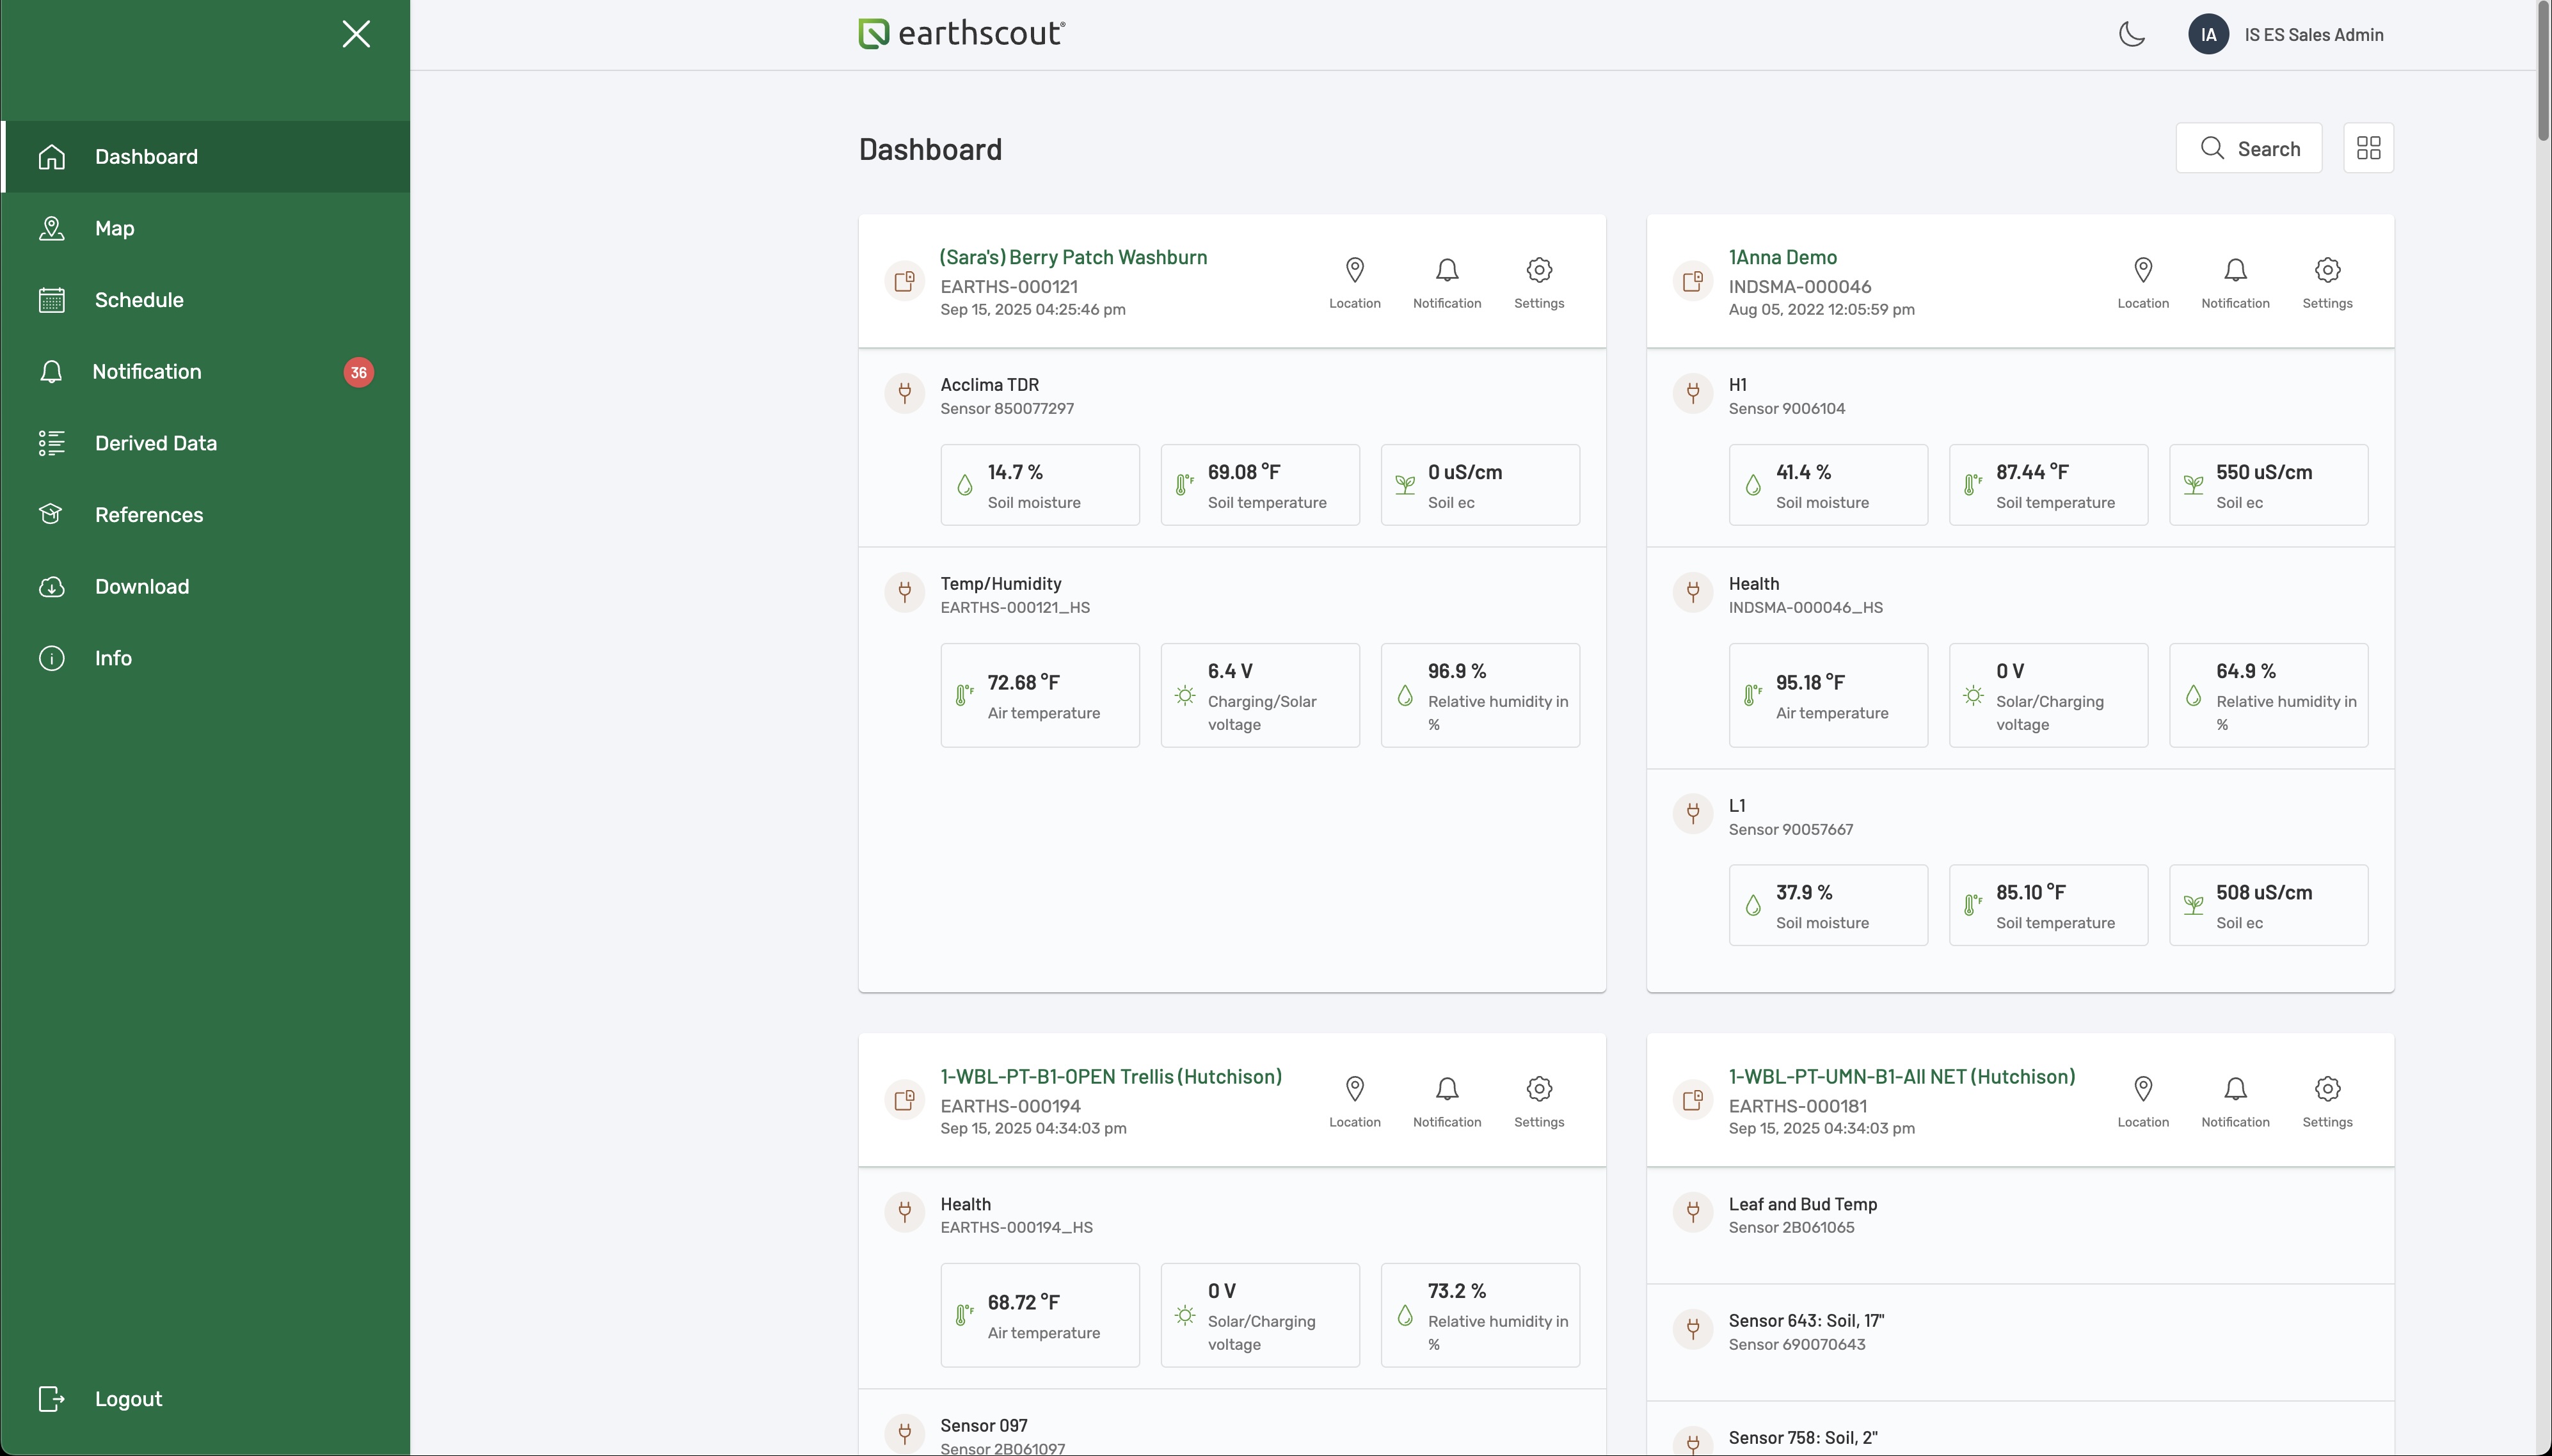 earthscout®
IA
IS ES Sales Admin
Dashboard
Map
Schedule
Notification
36
Derived Data
References
Download
Info
Logout
Dashboard
Search
(Sara's) Berry Patch Washburn
EARTHS-000121
Sep 15, 2025 04:25:46 pm
Location
Notification
Settings
Acclima TDR
Sensor 850077297
14.7 %
Soil moisture
69.08 °F
Soil temperature
0 uS/cm
Soil ec
Temp/Humidity
EARTHS-000121_HS
72.68 °F
Air temperature
6.4 V
Charging/Solar
voltage
96.9 %
Relative humidity in
%
1Anna Demo
INDSMA-000046
Aug 05, 2022 12:05:59 pm
Location
Notification
Settings
H1
Sensor 9006104
41.4 %
Soil moisture
87.44 °F
Soil temperature
550 uS/cm
Soil ec
Health
INDSMA-000046_HS
95.18 °F
Air temperature
0 V
Solar/Charging
voltage
64.9 %
Relative humidity in
%
L1
Sensor 90057667
37.9 %
Soil moisture
85.10 °F
Soil temperature
508 uS/cm
Soil ec
1-WBL-PT-B1-OPEN Trellis (Hutchison)
EARTHS-000194
Sep 15, 2025 04:34:03 pm
Location
Notification
Settings
Health
EARTHS-000194_HS
68.72 °F
Air temperature
0 V
Solar/Charging
voltage
73.2 %
Relative humidity in
%
Sensor 097
Sensor 2B061097
1-WBL-PT-UMN-B1-All NET (Hutchison)
EARTHS-000181
Sep 15, 2025 04:34:03 pm
Location
Notification
Settings
Leaf and Bud Temp
Sensor 2B061065
Sensor 643: Soil, 17"
Sensor 690070643
Sensor 758: Soil, 2"